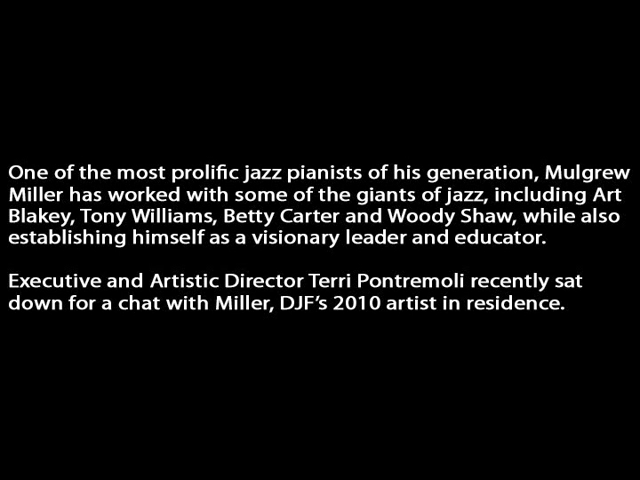 One of the most prolific jazz pianists of his generation, Mulgrew
Miller has worked with some of the giants of jazz, including Art
Blakey, Tony Williams, Betty Carter and Woody Shaw, while also
establishing himself as a visionary leader and educator.
Executive and Artistic Director Terri Pontremoli recently sat
down for a chat with Miller, DJF’s 2010 artist in residence.